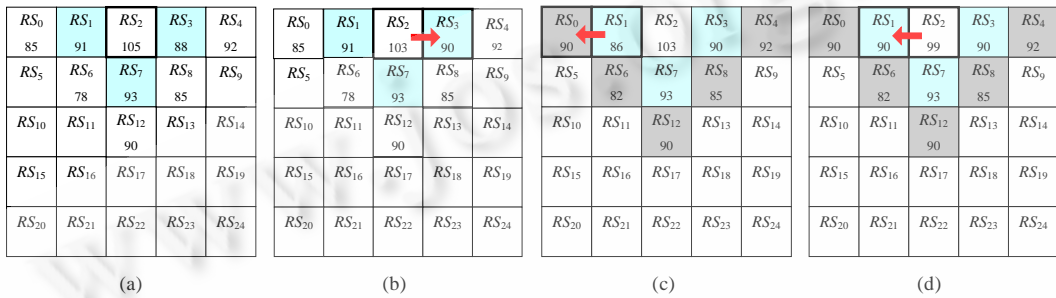 RS0 RS1 RS2 RS3 RS4
85 91 105 88 92
RS5 RS6 RS7 RS8 RS9
78 93 85
RS10 RS11 RS12 RS13 RS14
90
RS15 RS16 RS17 RS18 RS19
RS20 RS21 RS22 RS23 RS24
(a)
RS0 RS1 RS2 RS3 RS4
85 91 103 90 92
RS5 RS6 RS7 RS8 RS9
78 93 85
RS10 RS11 RS12 RS13 RS14
90
RS15 RS16 RS17 RS18 RS19
RS20 RS21 RS22 RS23 RS24
(b)
RS0 RS1 RS2 RS3 RS4
90 86 103 90 92
RS5 RS6 RS7 RS8 RS9
82 93 85
RS10 RS11 RS12 RS13 RS14
90
RS15 RS16 RS17 RS18 RS19
RS20 RS21 RS22 RS23 RS24
(c)
RS0 RS1 RS2 RS3 RS4
90 90 99 90 92
RS5 RS6 RS7 RS8 RS9
82 93 85
RS10 RS11 RS12 RS13 RS14
90
RS15 RS16 RS17 RS18 RS19
RS20 RS21 RS22 RS23 RS24
(d)